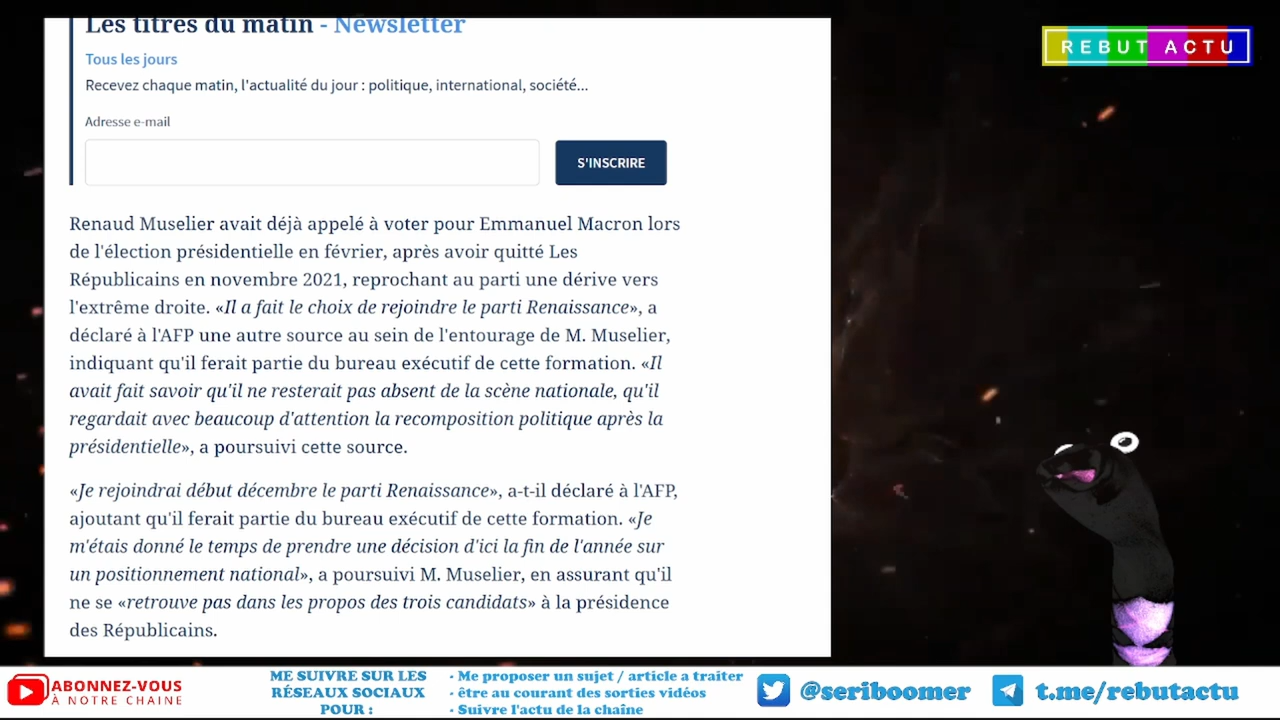 Les titres du matin - Newsletter
Tous les jours
Recevez chaque matin, l'actualité du jour : politique, international, société...
Adresse e-mail
S'INSCRIRE
Renaud Muselier avait déjà appelé à voter pour Emmanuel Macron lors
de l'élection présidentielle en février, après avoir quitté Les
Républicains en novembre 2021, reprochant au parti une dérive vers
l'extrême droite. «Il a fait le choix de rejoindre le parti Renaissance», a
déclaré à l'AFP une autre source au sein de l'entourage de M. Muselier,
indiquant qu'il ferait partie du bureau exécutif de cette formation. «Il
avait fait savoir qu'il ne resterait pas absent de la scène nationale, qu'il
regardait avec beaucoup d'attention la recomposition politique après la
présidentielle», a poursuivi cette source.
«Je rejoindrai début décembre le parti Renaissance», a-t-il déclaré à l'AFP,
ajoutant qu'il ferait partie du bureau exécutif de cette formation. «Je
m'étais donné le temps de prendre une décision d'ici la fin de l'année sur
un positionnement national», a poursuivi M. Muselier, en assurant qu'il
ne se «retrouve pas dans les propos des trois candidats» à la présidence
des Républicains.
REBUT ACTU
ABONNEZ-VOUS
À NOTRE CHAINE
ME SUIVRE SUR LES
RÉSEAUX SOCIAUX
POUR :
- Me proposer un sujet / article a traiter
- être au courant des sorties vidéos
- Suivre l'actu de la chaîne
@seriboomer
t.me/rebutactu